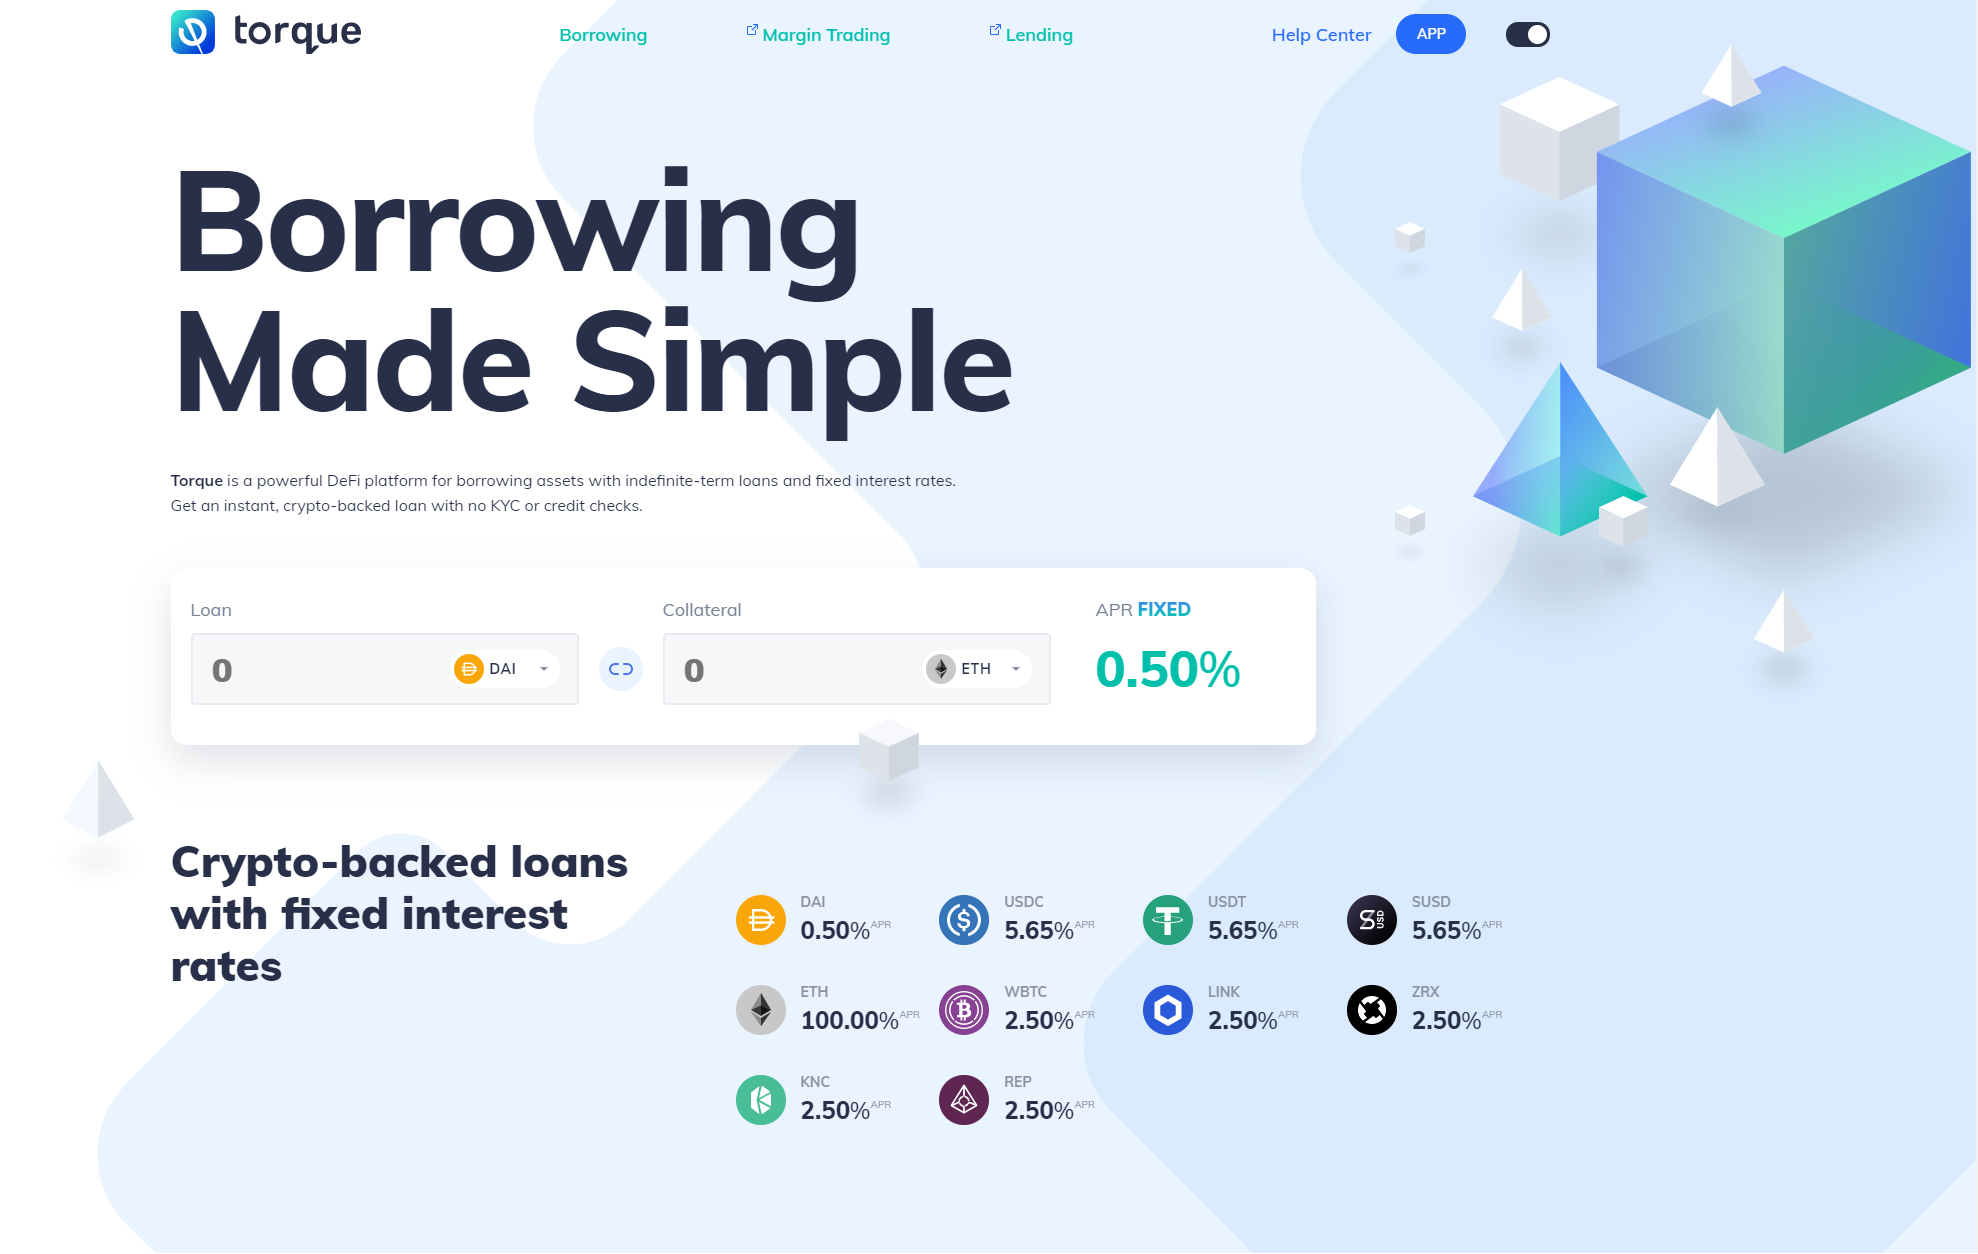 torque
Borrowing
Margin Trading
Lending
Help Center
APP
Borrowing
Made Simple
Torque is a powerful DeFi platform for borrowing assets with indefinite-term loans and fixed interest rates.
Get an instant, crypto-backed loan with no KYC or credit checks.
Loan
0
DAI
Collateral
0
ETH
APR FIXED
0.50%
Crypto-backed loans
with fixed interest
rates
DAI
0.50% APR
USDC
5.65% APR
USDT
5.65% APR
SUSD
5.65% APR
ETH
100.00% APR
WBTC
2.50% APR
LINK
2.50% APR
ZRX
2.50% APR
KNC
2.50% APR
REP
2.50% APR